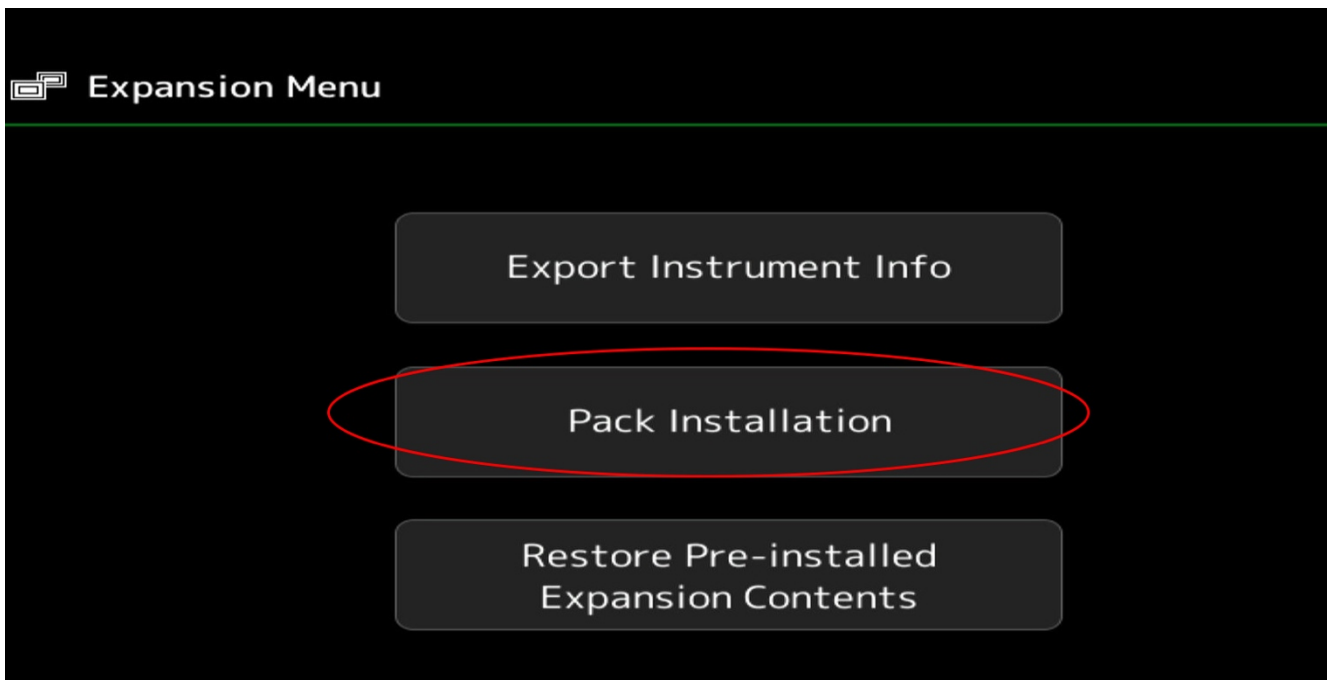 Expansion Menu
Export Instrument Info
Pack Installation
Restore Pre-installed
Expansion Contents